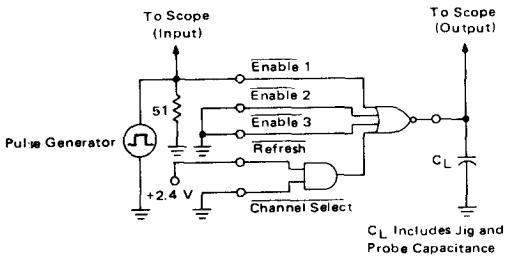 To Scope
(Input)
To Scope
(Output)
Enable 1
Enable 2
51
Enable 3
Pulse Generator
Refresh
CL
+2.4 V
Channel Select
CL Includes Jig and
Probe Capacitance